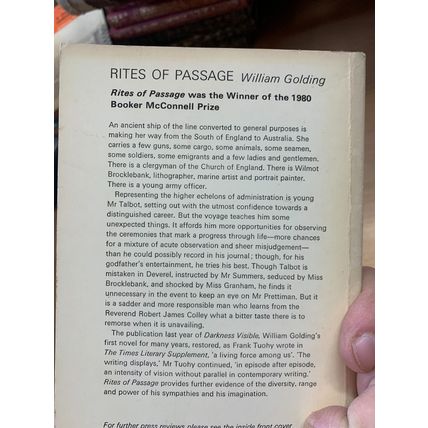 RITES OF PASSAGE William Golding
Rites of Passage was the Winner of the 1980
Booker McConnell Prize
An ancient ship of the line converted to general purposes is
making her way from the South of England to Australia. She
carries a few guns, some cargo, some animals, some seamen,
some soldiers, some emigrants and a few ladies and gentlemen.
There is a clergyman of the Church of England. There is Wilmot
Brocklebank, lithographer, marine artist and portrait painter.
There is a young army officer.
Representing the higher echelons of administration is young
Mr Talbot, setting out with the utmost confidence towards a
distinguished career. But the voyage teaches him some
unexpected things. It affords him more opportunities for observing
the ceremonies that mark a progress through life—more chances
for a mixture of acute observation and sheer misjudgement—
than he could possibly record in his journal; though, for his
godfather's entertainment, he tries his best. Though Talbot is
mistaken in Deverel, instructed by Mr Summers, seduced by Miss
Brocklebank, and shocked by Miss Granham, he finds it
unnecessary in the event to keep an eye on Mr Prettiman. But it
is a sadder and more responsible man who learns from the
Reverend Robert James Colley what a bitter taste there is to
remorse when it is unavailing.
The publication last year of Darkness Visible, William Golding's
first novel for many years, restored, as Frank Tuohy wrote in
The Times Literary Supplement, 'a living force among us'. 'The
writing displays,' Mr Tuohy continued, 'in episode after episode,
an intensity of vision without parallel in contemporary writing.'
Rites of Passage provides further evidence of the diversity, range
and power of his sympathies and his imagination.
For further press reviews please see the inside front cover